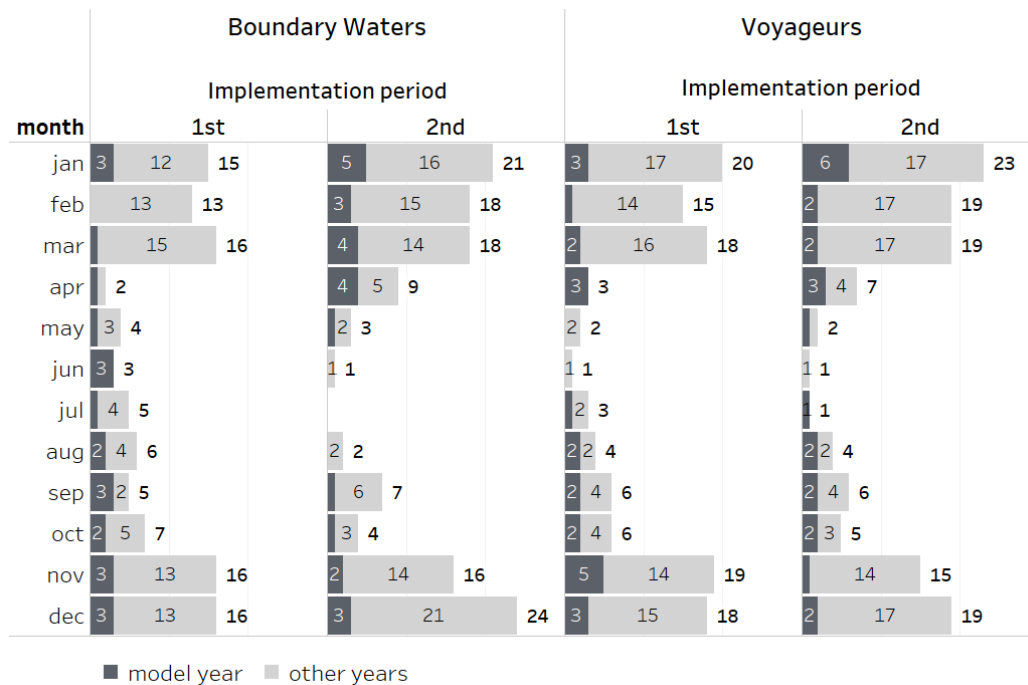 Boundary Waters Voyageurs
Implementation period Implementation period
month 1st 2nd 1st 2nd
jan 3 12 15 5 16 21 3 17 20 6 17 23
feb 13 13 3 15 18 14 15 2 17 19
mar 15 16 4 14 18 2 16 18 2 17 19
apr 2 4 5 9 3 3 3 4 7
may 3 4 2 3 2 2 2
jun 3 3 1 1 1 1 1 1
jul 4 5 2 3 1 1
aug 2 4 6 2 2 2 2 4 2 2 4
sep 3 2 5 6 7 2 4 6 2 4 6
oct 2 5 7 3 4 2 4 6 2 3 5
nov 3 13 16 2 14 16 5 14 19 14 15
dec 3 13 16 3 21 24 3 15 18 2 17 19
model year other years